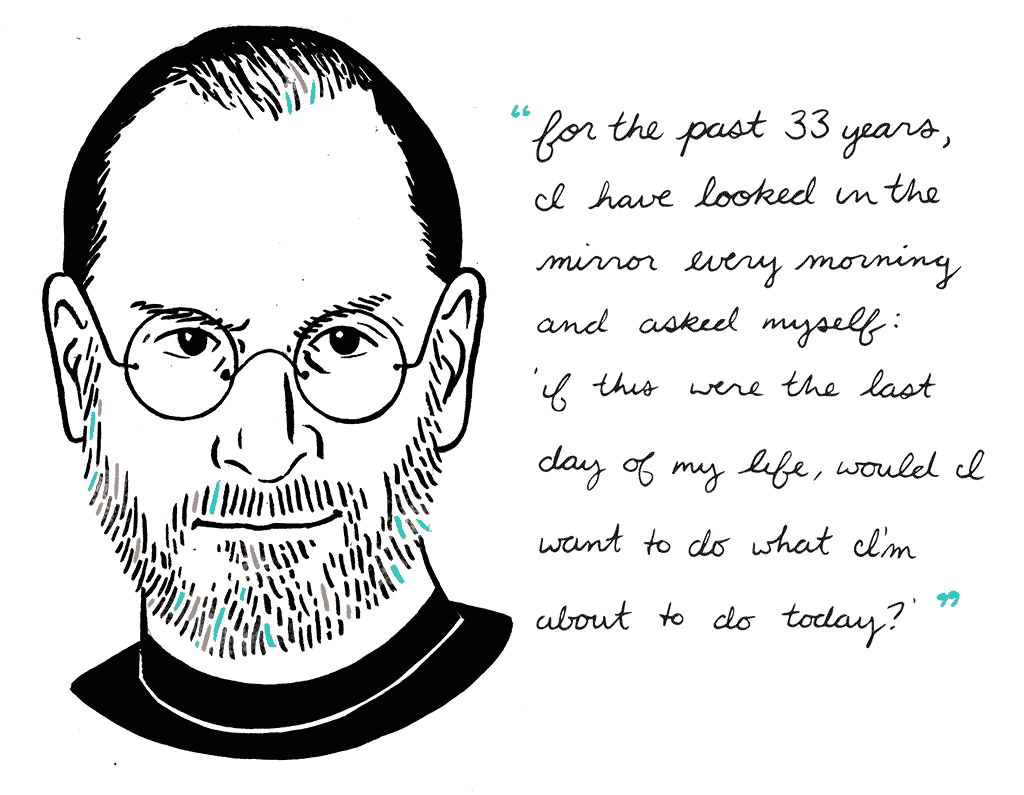 “for the past 33 years,
I have looked in the
mirror every morning
and asked myself:
'if this were the last
day of my life, would I
want to do what I'm
about to do today?'”